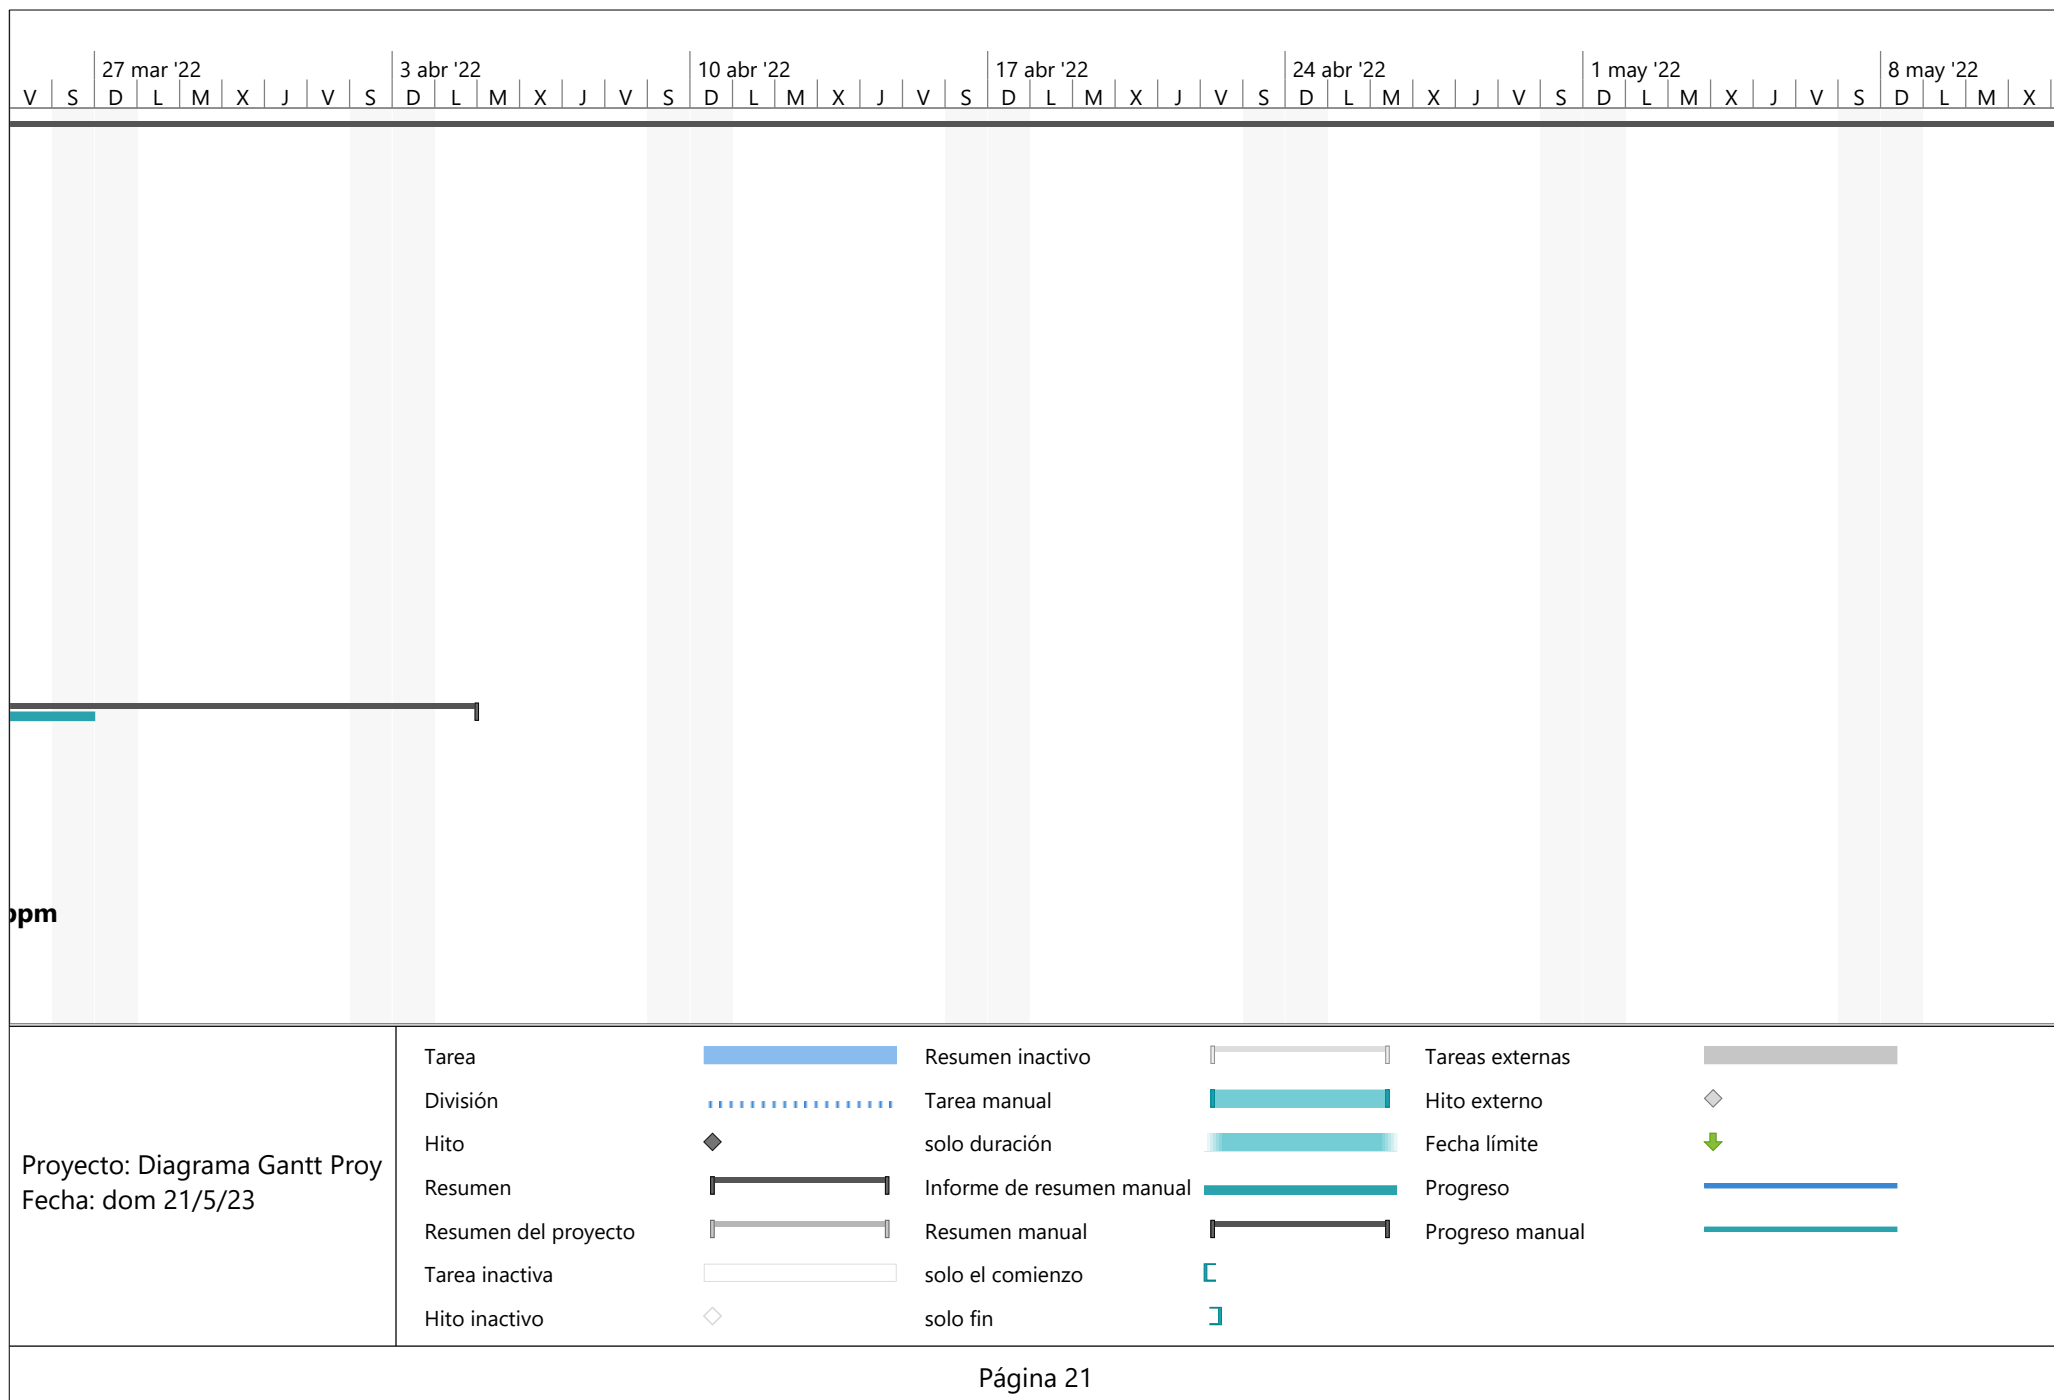 27 mar '22 3 abr '22 10 abr '22 17 abr '22 24 abr '22 1 may '22 8 may '22
V S D L M X J V S D L M X J V S D L M X J V S D L M X J V S D L M X J V S D L M X J V S D L M X
Tarea Resumen inactivo Tareas externas
División Tarea manual Hito externo
Hito solo duración Fecha límite
Proyecto: Diagrama Gantt Proy
Fecha: dom 21/5/23
Resumen Informe de resumen manual Progreso
Resumen del proyecto Resumen manual Progreso manual
Tarea inactiva solo el comienzo
Hito inactivo solo fin
Página 21